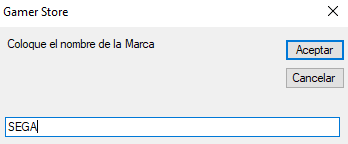 Gamer Store
Coloque el nombre de la Marca
Aceptar
Cancelar
SEGA